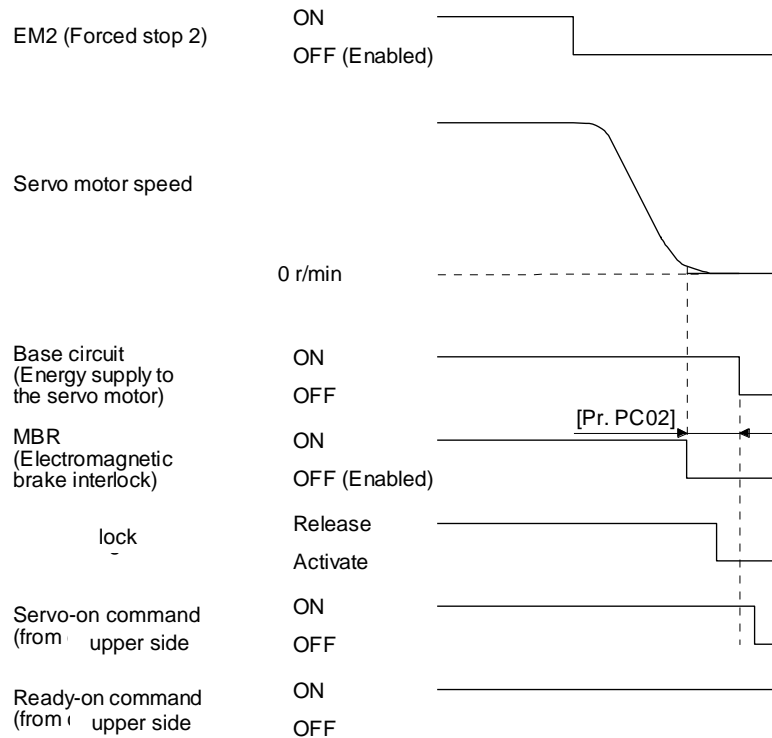 EM2 (Forced stop 2)
ON
OFF (Enabled)
Servo motor speed
0 r/min
Base circuit
(Energy supply to
the servo motor)
ON
OFF
[Pr. PC02]
MBR
(Electromagnetic
brake interlock)
ON
OFF (Enabled)
lock
Release
Activate
Servo-on command
(from upper side
ON
OFF
Ready-on command
(from upper side
ON
OFF